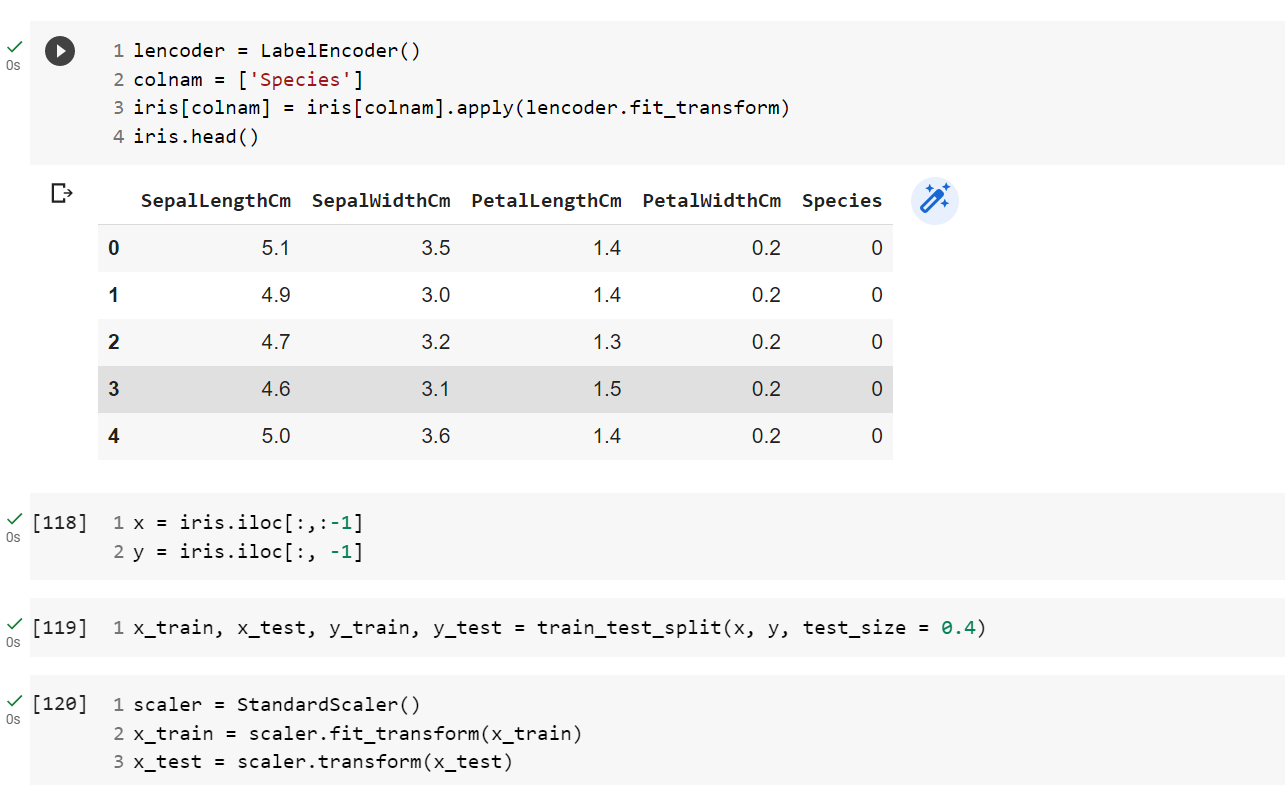 0s
1 lencoder = LabelEncoder()
2 colnam = ['Species']
3 iris[colnam] = iris[colnam].apply(lencoder.fit_transform)
4 iris.head()
SepalLengthCm SepalWidthCm PetalLengthCm PetalWidthCm Species
0 5.1 3.5 1.4 0.2 0
1 4.9 3.0 1.4 0.2 0
2 4.7 3.2 1.3 0.2 0
3 4.6 3.1 1.5 0.2 0
4 5.0 3.6 1.4 0.2 0
0s [118] 1 x = iris.iloc[:,:-1]
2 y = iris.iloc[:, -1]
0s [119] 1 x_train, x_test, y_train, y_test = train_test_split(x, y, test_size = 0.4)
0s [120] 1 scaler = StandardScaler()
2 x_train = scaler.fit_transform(x_train)
3 x_test = scaler.transform(x_test)